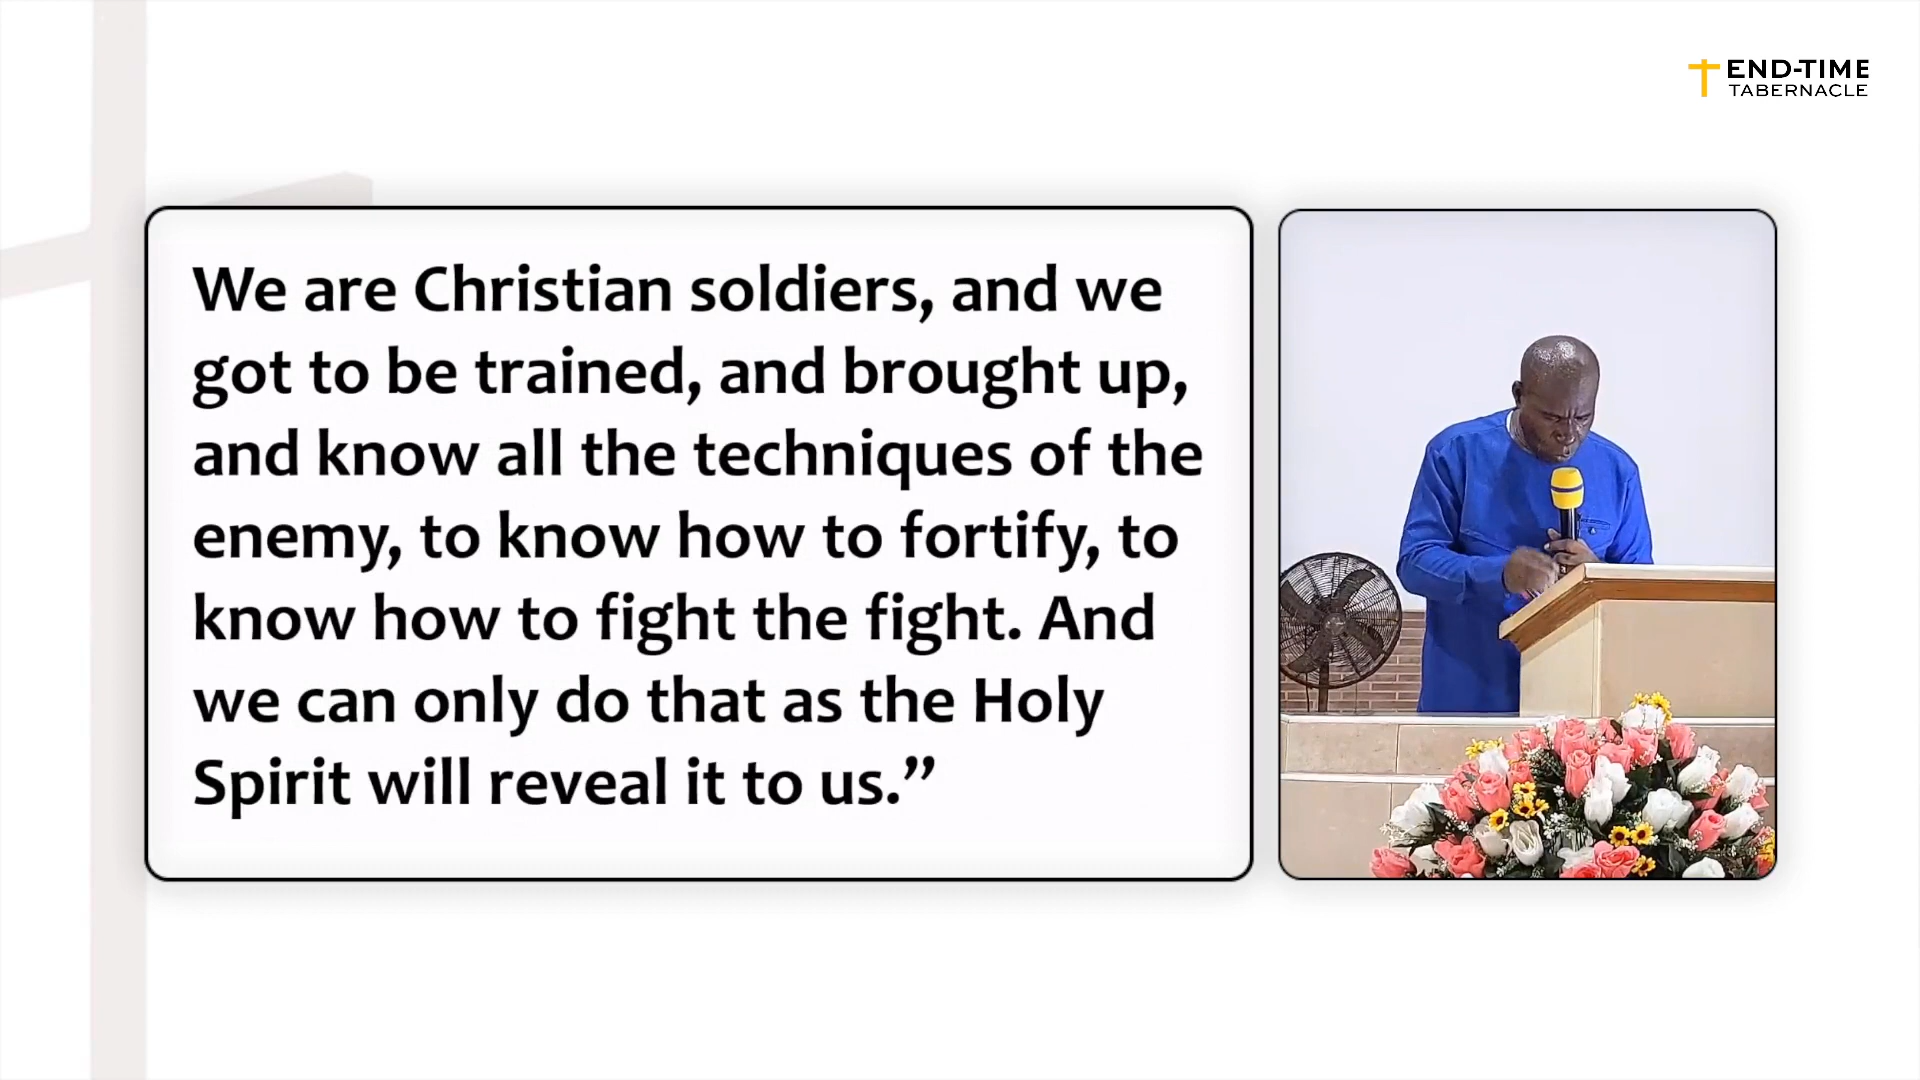 END-TIME
TABERNACLE
We are Christian soldiers, and we
got to be trained, and brought up,
and know all the techniques of the
enemy, to know how to fortify, to
know how to fight the fight. And
we can only do that as the Holy
Spirit will reveal it to us.”